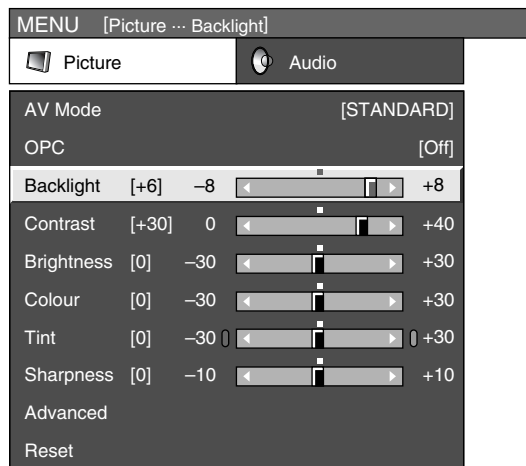 MENU [Picture ··· Backlight]
Picture Audio
AV Mode [STANDARD]
OPC [Off]
Backlight [+6] –8 +8
Contrast [+30] 0 +40
Brightness [0] –30 +30
Colour [0] –30 +30
Tint [0] –30 +30
Sharpness [0] –10 +10
Advanced
Reset